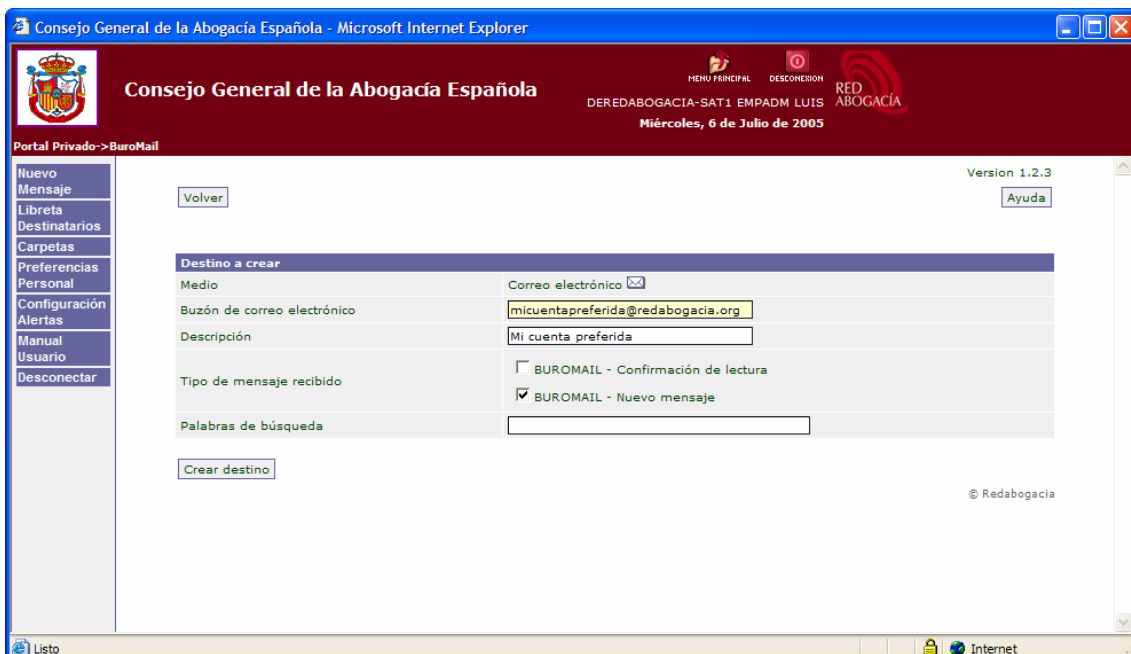 Consejo General de la Abogacía Española - Microsoft Internet Explorer
Consejo General de la Abogacía Española
MENU PRINCIPAL DESCONEXION
RED
ABOGACÍA
DEREDABOGACIA-SAT1 EMPADM LUIS
Miércoles, 6 de Julio de 2005
Portal Privado->BuroMail
Nuevo
Mensaje
Libreta
Destinatarios
Carpetas
Preferencias
Personal
Configuración
Alertas
Manual
Usuario
Desconectar
Version 1.2.3
Volver
Ayuda
Destino a crear
Medio Correo electrónico
Buzón de correo electrónico micuentapreferida@redabogacia.org
Descripción Mi cuenta preferida
Tipo de mensaje recibido
BUROMAIL - Confirmación de lectura
BUROMAIL - Nuevo mensaje
Palabras de búsqueda
Crear destino
© Redabogacia
Listo Internet